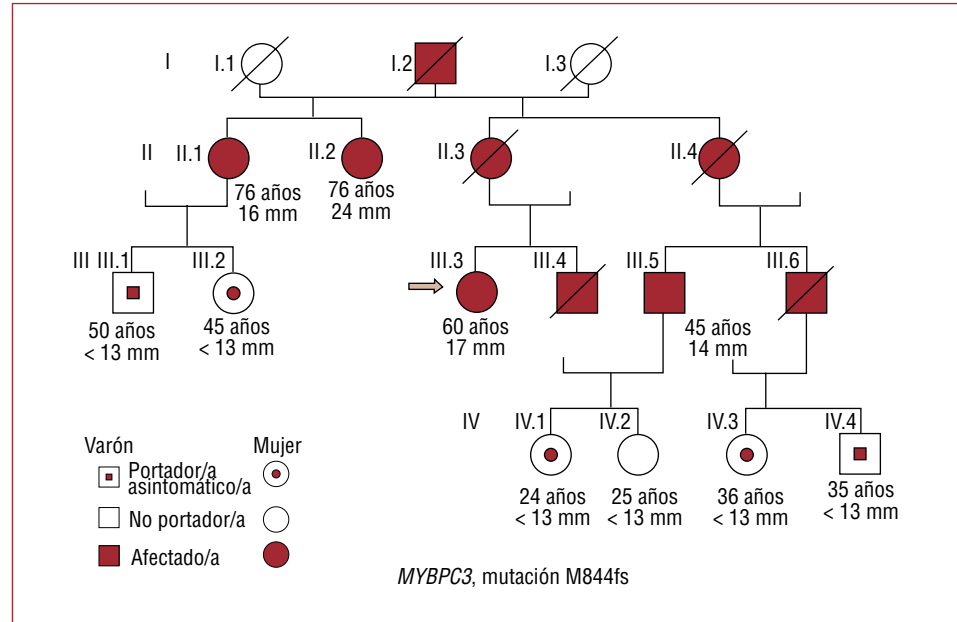 I I.1 I.2 I.3
II II.1 II.2 II.3 II.4
76 años 76 años
16 mm 24 mm
III III.1 III.2 III.3 III.4 III.5 III.6
50 años 45 años 60 años 45 años
< 13 mm < 13 mm 17 mm 14 mm
IV IV.1 IV.2 IV.3 IV.4
24 años 25 años 36 años 35 años
< 13 mm < 13 mm < 13 mm < 13 mm
Varón Mujer
Portador/a
asintomático/a
No portador/a
Afectado/a
MYBPC3, mutación M844fs